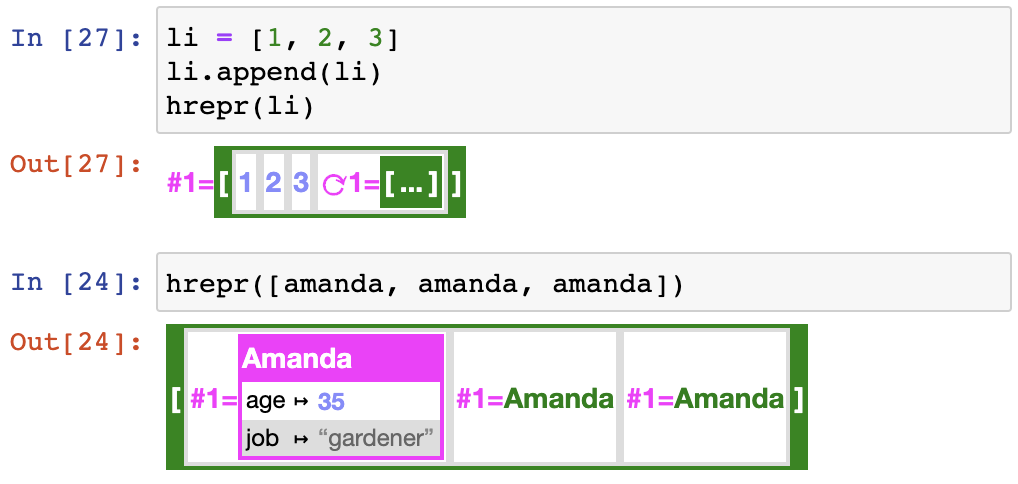 In [27]: li = [1, 2, 3]
li.append(li)
hrepr(li)
Out[27]: #1=[ 1 2 3 ⟳1=[...] ]
In [24]: hrepr([amanda, amanda, amanda])
Out[24]: [ #1= Amanda #1=Amanda #1=Amanda ]
age ↦ 35
job ↦ “gardener”